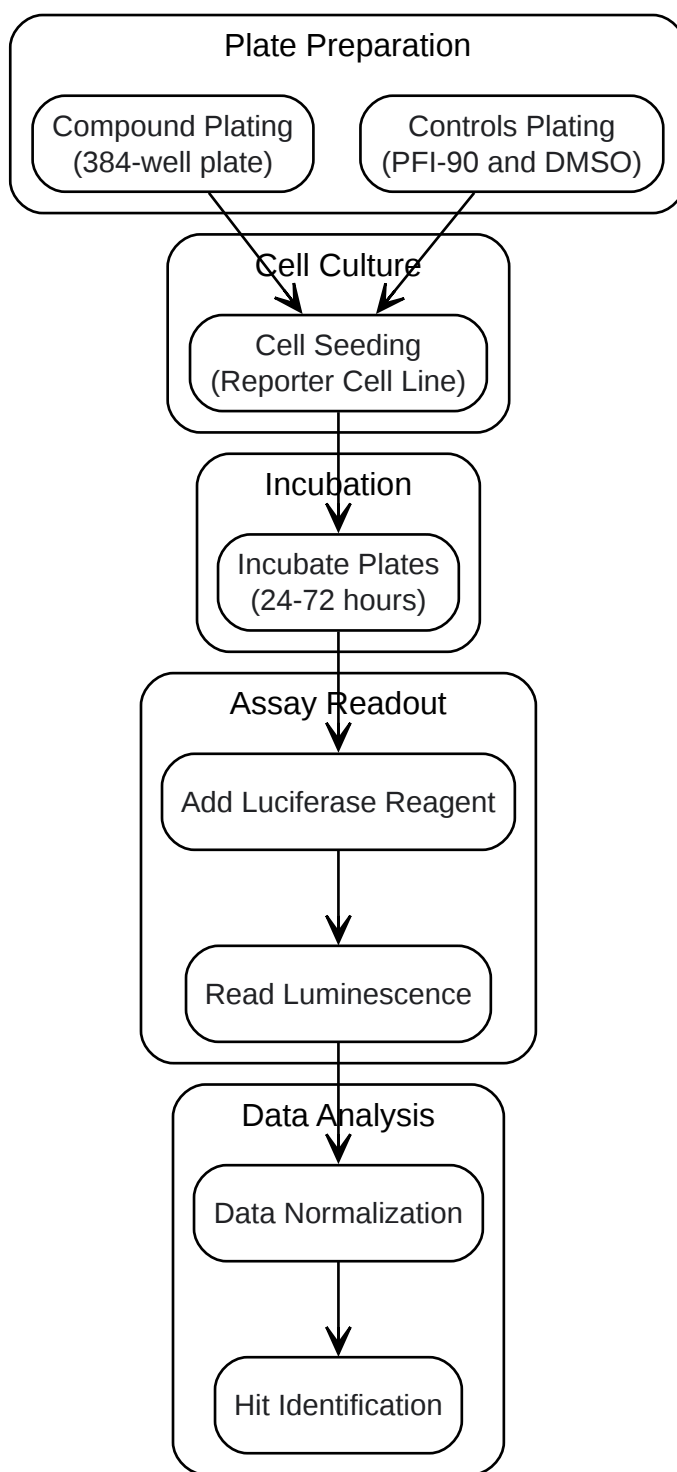 Plate Preparation
Compound Plating
(384-well plate)
Controls Plating
(PFI-90 and DMSO)
Cell Culture
Cell Seeding
(Reporter Cell Line)
Incubation
Incubate Plates
(24-72 hours)
Assay Readout
Add Luciferase Reagent
Read Luminescence
Data Analysis
Data Normalization
Hit Identification